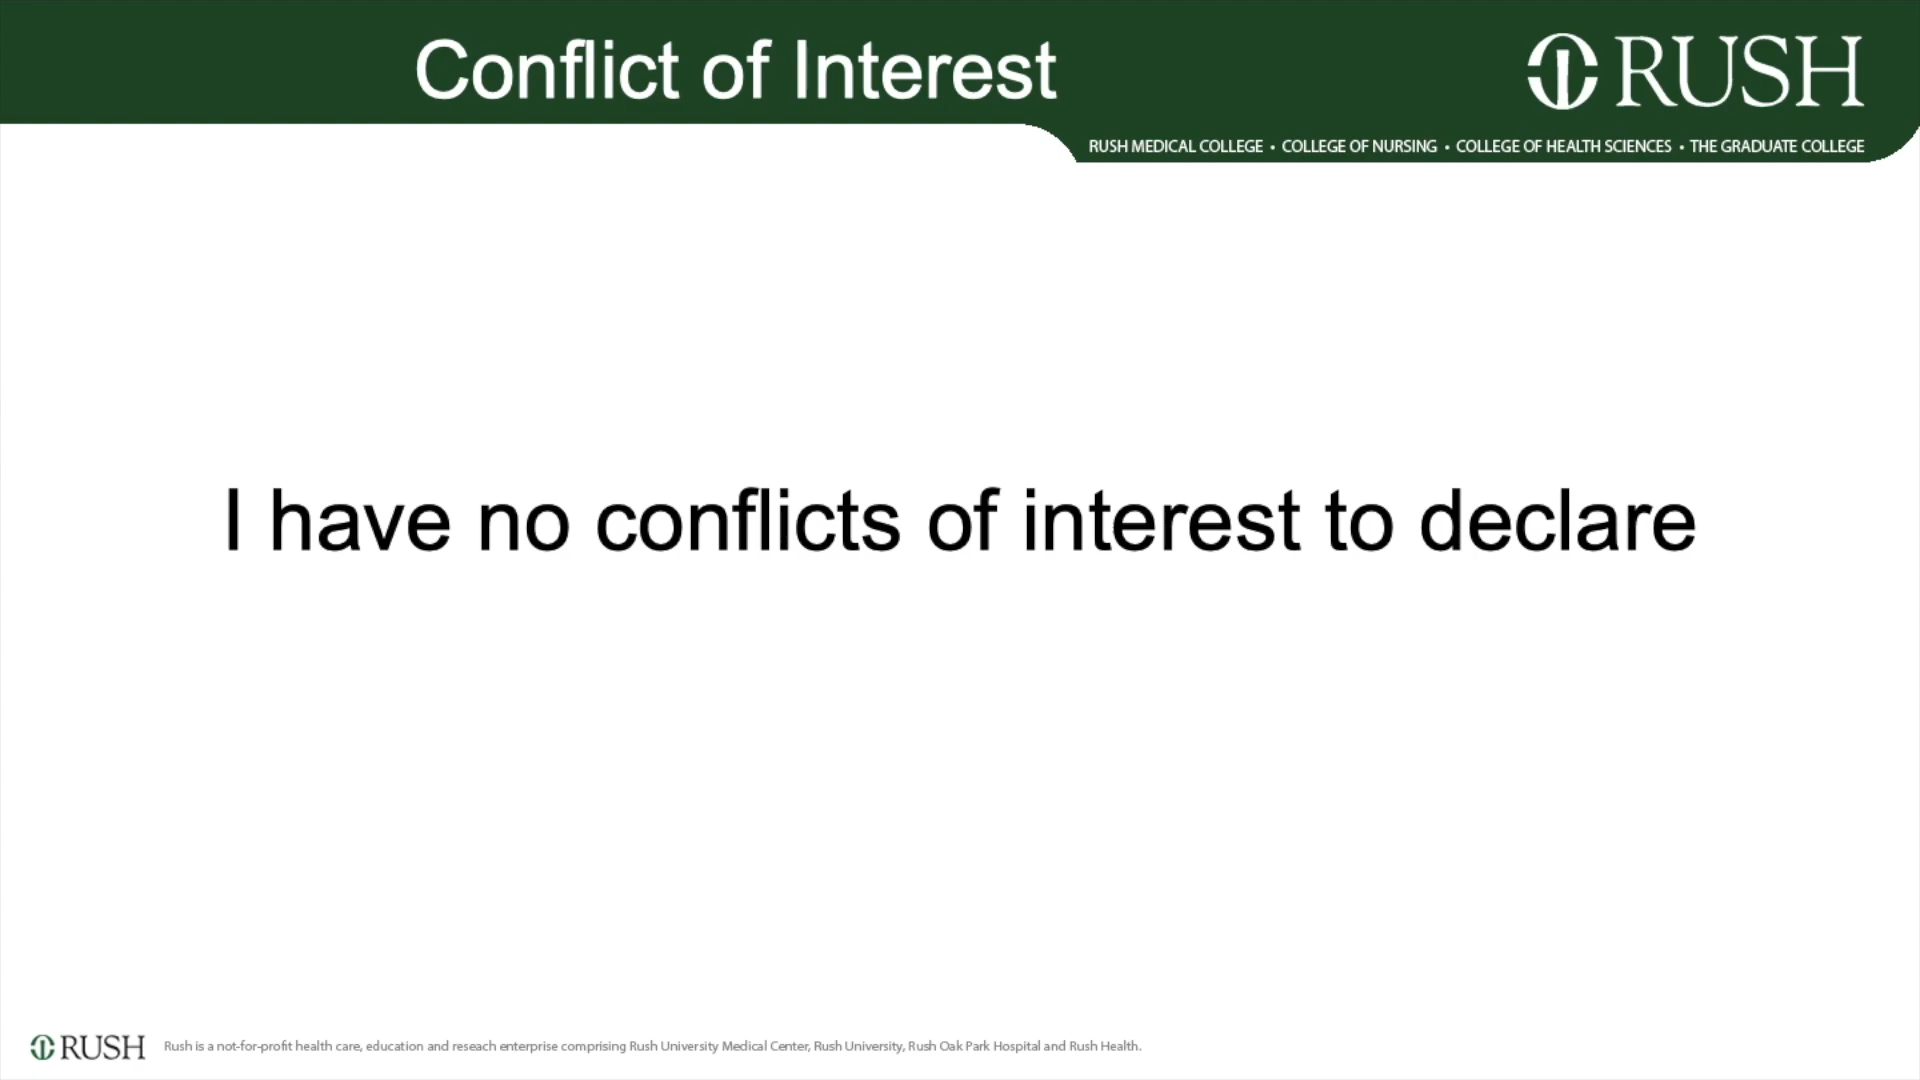 Conflict of Interest
RUSH
RUSH MEDICAL COLLEGE • COLLEGE OF NURSING • COLLEGE OF HEALTH SCIENCES • THE GRADUATE COLLEGE
I have no conflicts of interest to declare
RUSH Rush is a not-for-profit health care, education and reseach enterprise comprising Rush University Medical Center, Rush University, Rush Oak Park Hospital and Rush Health.